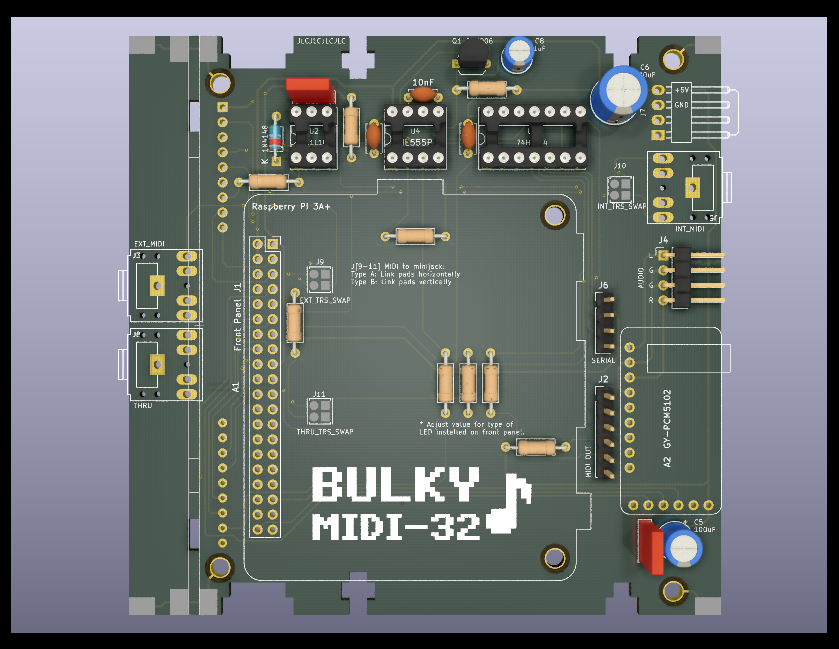 JLCJCJLCJLC
C8
C6
10nF
+5V
GND
J7
U2
U4
NE555P
K 1N4148
J10
INT_TRS_SWAP
INT_MIDI
Raspberry PI 3A+
EXT_MIDI
J3
J9
J[9-11] MIDI to minijack:
Type A: Link pads horizontally
Type B: Link pads vertically
EXT_TRS_SWAP
J4
AUDIO
L
G
G
R
J6
SERIAL
Front Panel J1
A1
J8
THRU
J11
THRU_TRS_SWAP
J2
MIDI OUT
A2 GY-PCM5102
* Adjust value for type of
LED installed on front panel.
BULKY
MIDI-32
C5
100uF